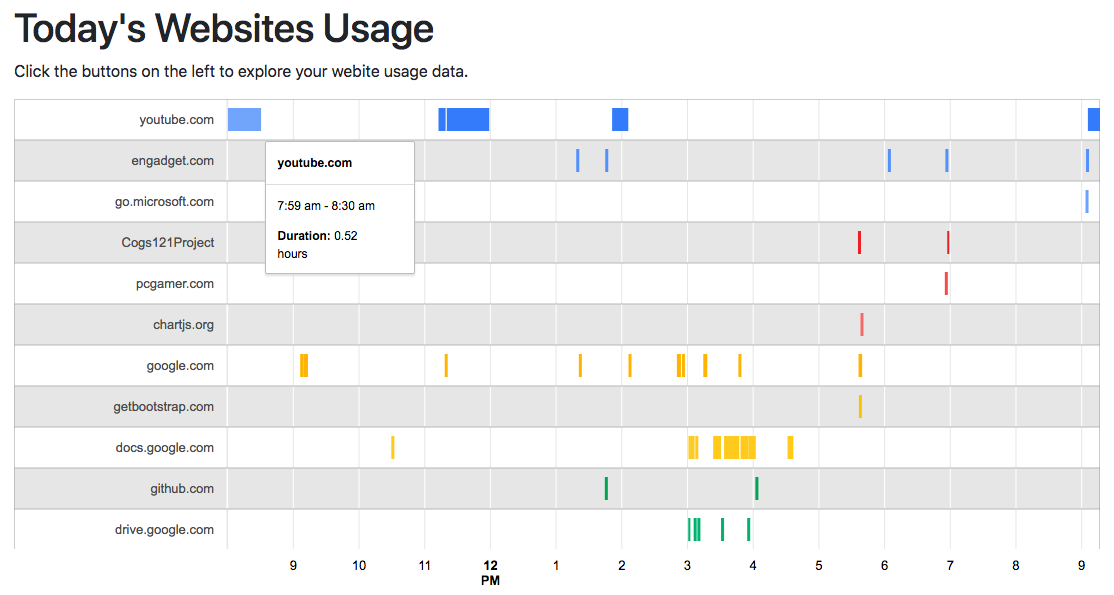 Today's Websites Usage
Click the buttons on the left to explore your webite usage data.
youtube.com
engadget.com
go.microsoft.com
Cogs121Project
pcgamer.com
chartjs.org
google.com
getbootstrap.com
docs.google.com
github.com
drive.google.com
youtube.com
7:59 am - 8:30 am
Duration: 0.52
hours
9 10 11 12 1 2 3 4 5 6 7 8 9
PM